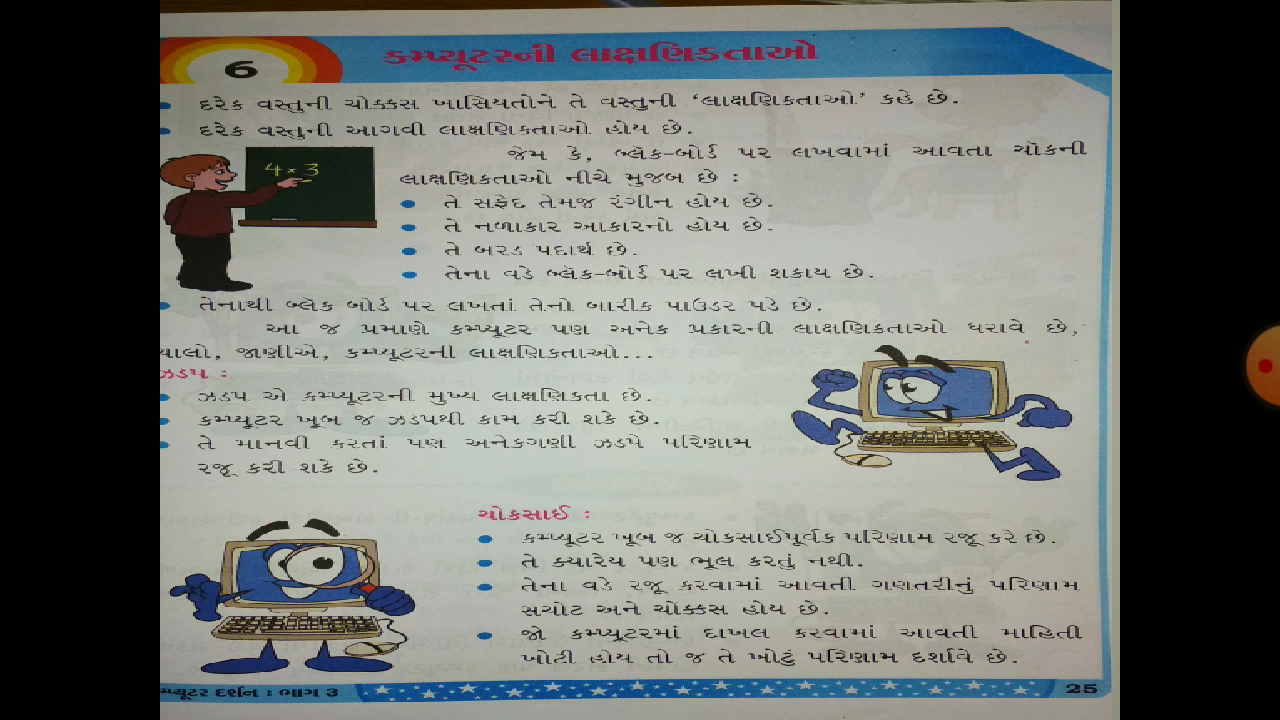 6
કમ્પ્યૂટરની લાક્ષણિકતાઓ
દરેક વસ્તુની ચોક્કસ ખાસિયતોને તે વસ્તુની ‘લાક્ષણિકતાઓ’ કહે છે.
દરેક વસ્તુની આગવી લાક્ષણિકતાઓ હોય છે.
4 × 3
જેમ કે, બ્લૅક-બોર્ડ પર લખવામાં આવતા ચોકની
લાક્ષણિકતાઓ નીચે મુજબ છે :
તે સફેદ તેમજ રંગીન હોય છે.
તે નળાકાર આકારનો હોય છે.
તે બરડ પદાર્થ છે.
તેના વડે બ્લૅક-બોર્ડ પર લખી શકાય છે.
તેનાથી બ્લૅક બોર્ડ પર લખતાં તેનો બારીક પાઉડર પડે છે.
આ જ પ્રમાણે કમ્પ્યૂટર પણ અનેક પ્રકારની લાક્ષણિકતાઓ ધરાવે છે,
ચાલો, જાણીએ, કમ્પ્યૂટરની લાક્ષણિકતાઓ...
ઝડપ :
ઝડપ એ કમ્પ્યૂટરની મુખ્ય લાક્ષણિકતા છે.
કમ્પ્યૂટર ખૂબ જ ઝડપથી કામ કરી શકે છે.
તે માનવી કરતાં પણ અનેકગણી ઝડપે પરિણામ
રજૂ કરી શકે છે.
ચોકસાઈ :
કમ્પ્યૂટર ખૂબ જ ચોકસાઈપૂર્વક પરિણામ રજૂ કરે છે.
તે ક્યારેય પણ ભૂલ કરતું નથી.
તેના વડે રજૂ કરવામાં આવતી ગણતરીનું પરિણામ
સચોટ અને ચોક્કસ હોય છે.
જો કમ્પ્યૂટરમાં દાખલ કરવામાં આવતી માહિતી
ખોટી હોય તો જ તે ખોટું પરિણામ દર્શાવે છે.
મ્પ્યૂટર દર્શન : ભાગ 3
25